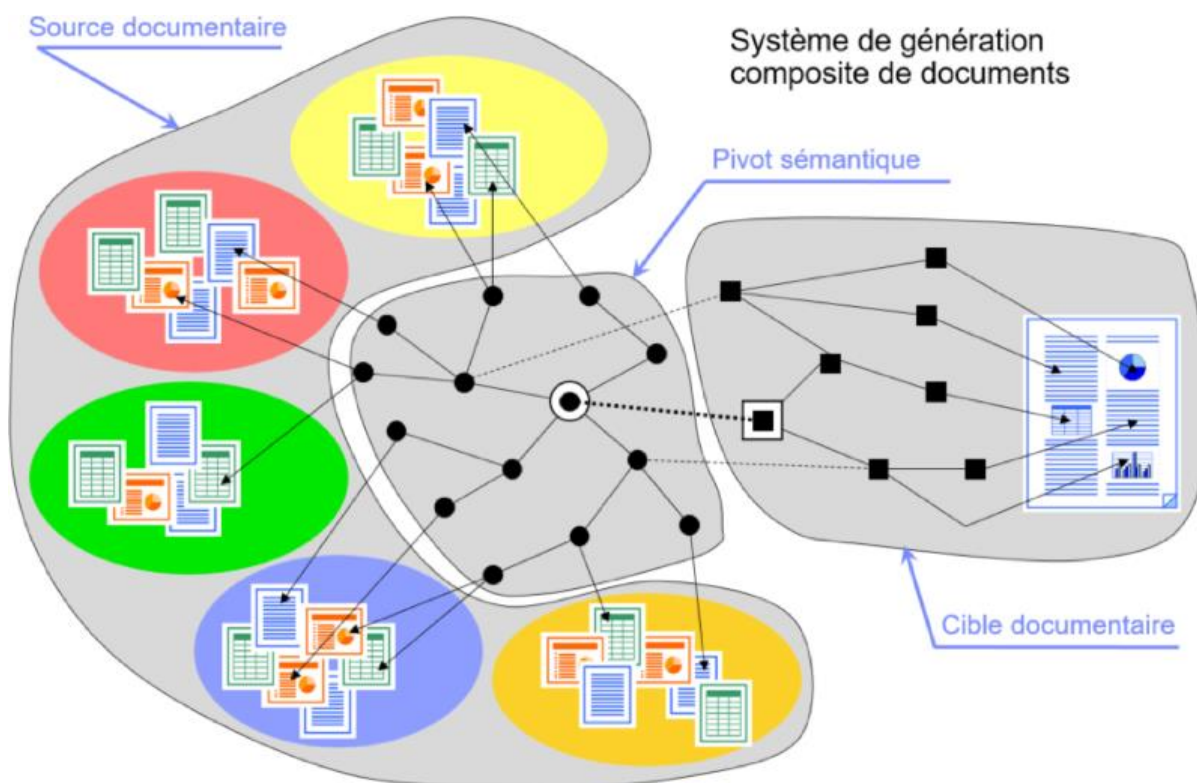 Source documentaire
Système de génération
composite de documents
Pivot sémantique
Cible documentaire